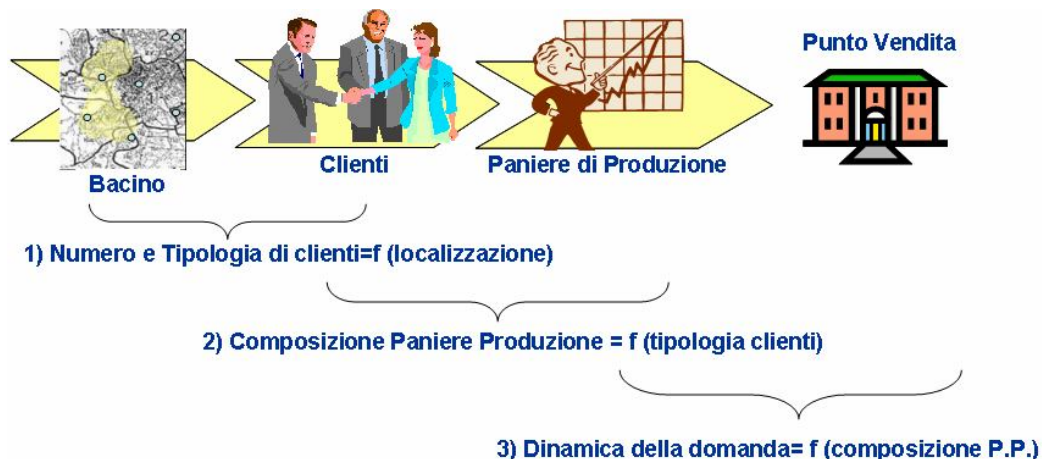 Punto Vendita
Clienti
Paniere di Produzione
Bacino
1) Numero e Tipologia di clienti=f (localizzazione)
2) Composizione Paniere Produzione = f (tipologia clienti)
3) Dinamica della domanda= f (composizione P.P.)